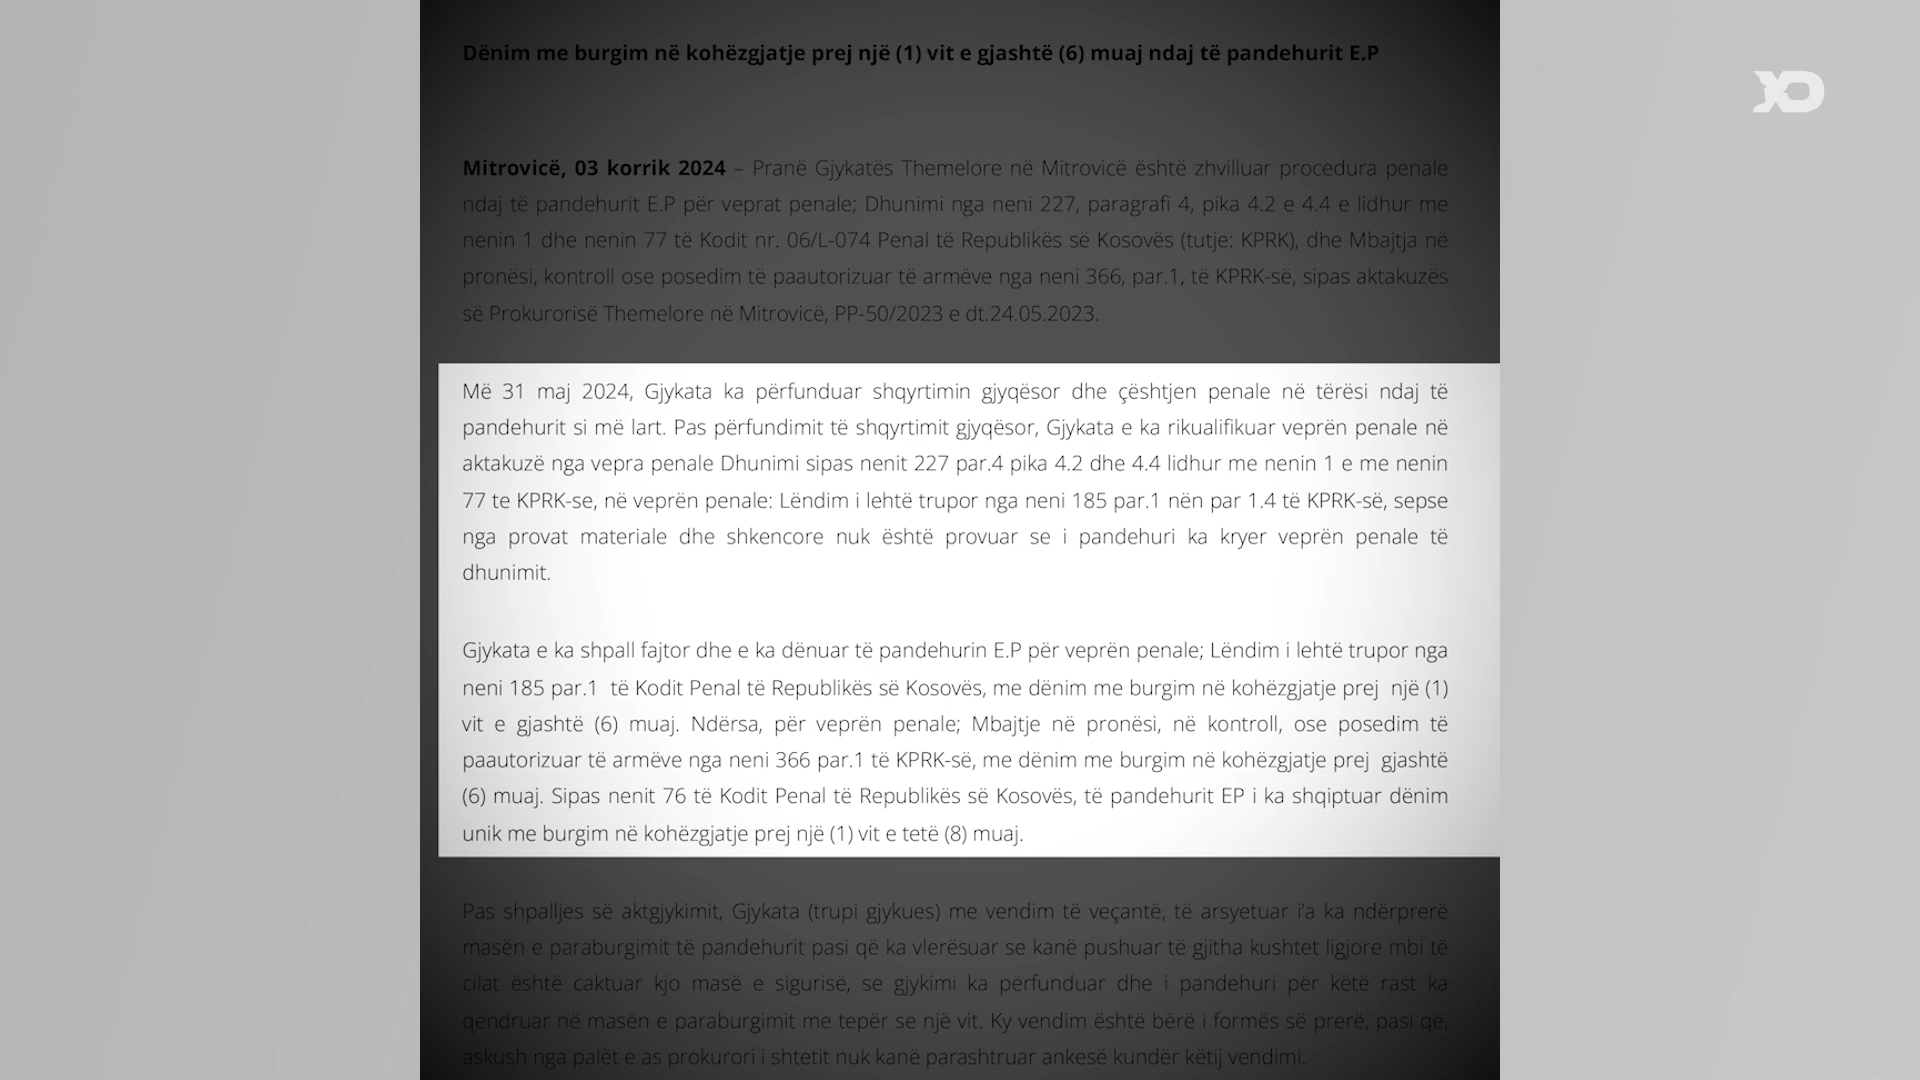 Dënim me burgim në kohëzgjatje prej një (1) vit e gjashtë (6) muaj ndaj të pandehurit E.P
XD
Mitrovicë, 03 korrik 2024 – Pranë Gjykatës Themelore në Mitrovicë është zhvilluar procedura penale
ndaj të pandehurit E.P për veprat penale; Dhunimi nga neni 227, paragrafi 4, pika 4.2 e 4.4 e lidhur me
nenin 1 dhe nenin 77 të Kodit nr. 06/L-074 Penal të Republikës së Kosovës (tutje: KPRK), dhe Mbajtja në
pronësi, kontroll ose posedim të paautorizuar të armëve nga neni 366, par.1, të KPRK-së, sipas aktakuzës
së Prokurorisë Themelore në Mitrovicë, PP-50/2023 e dt.24.05.2023.
Më 31 maj 2024, Gjykata ka përfunduar shqyrtimin gjyqësor dhe çështjen penale në tërësi ndaj të
pandehurit si më lart. Pas përfundimit të shqyrtimit gjyqësor, Gjykata e ka rikualifikuar veprën penale në
aktakuzë nga vepra penale Dhunimi sipas nenit 227 par.4 pika 4.2 dhe 4.4 lidhur me nenin 1 e me nenin
77 te KPRK-se, në veprën penale: Lëndim i lehtë trupor nga neni 185 par.1 nën par 1.4 të KPRK-së, sepse
nga provat materiale dhe shkencore nuk është provuar se i pandehuri ka kryer veprën penale të
dhunimit.
Gjykata e ka shpall fajtor dhe e ka dënuar të pandehurin E.P për veprën penale; Lëndim i lehtë trupor nga
neni 185 par.1 të Kodit Penal të Republikës së Kosovës, me dënim me burgim në kohëzgjatje prej një (1)
vit e gjashtë (6) muaj. Ndërsa, për veprën penale; Mbajtje në pronësi, në kontroll, ose posedim të
paautorizuar të armëve nga neni 366 par.1 të KPRK-së, me dënim me burgim në kohëzgjatje prej gjashtë
(6) muaj. Sipas nenit 76 të Kodit Penal të Republikës së Kosovës, të pandehurit EP i ka shqiptuar dënim
unik me burgim në kohëzgjatje prej një (1) vit e tetë (8) muaj.
Pas shpalljes së aktgjykimit, Gjykata (trupi gjykues) me vendim të veçantë, të arsyetuar i'a ka ndërprerë
masën e paraburgimit të pandehurit pasi që ka vlerësuar se kanë pushuar të gjitha kushtet ligjore mbi të
cilat është caktuar kjo masë e sigurisë, se gjykimi ka përfunduar dhe i pandehuri për këtë rast ka
qëndruar në masën e paraburgimit me tepër se një vit. Ky vendim është bërë i formës së prerë, pasi që,
askush nga palët e as prokurori i shtetit nuk kanë parashtruar ankesë kundër këtij vendimi.